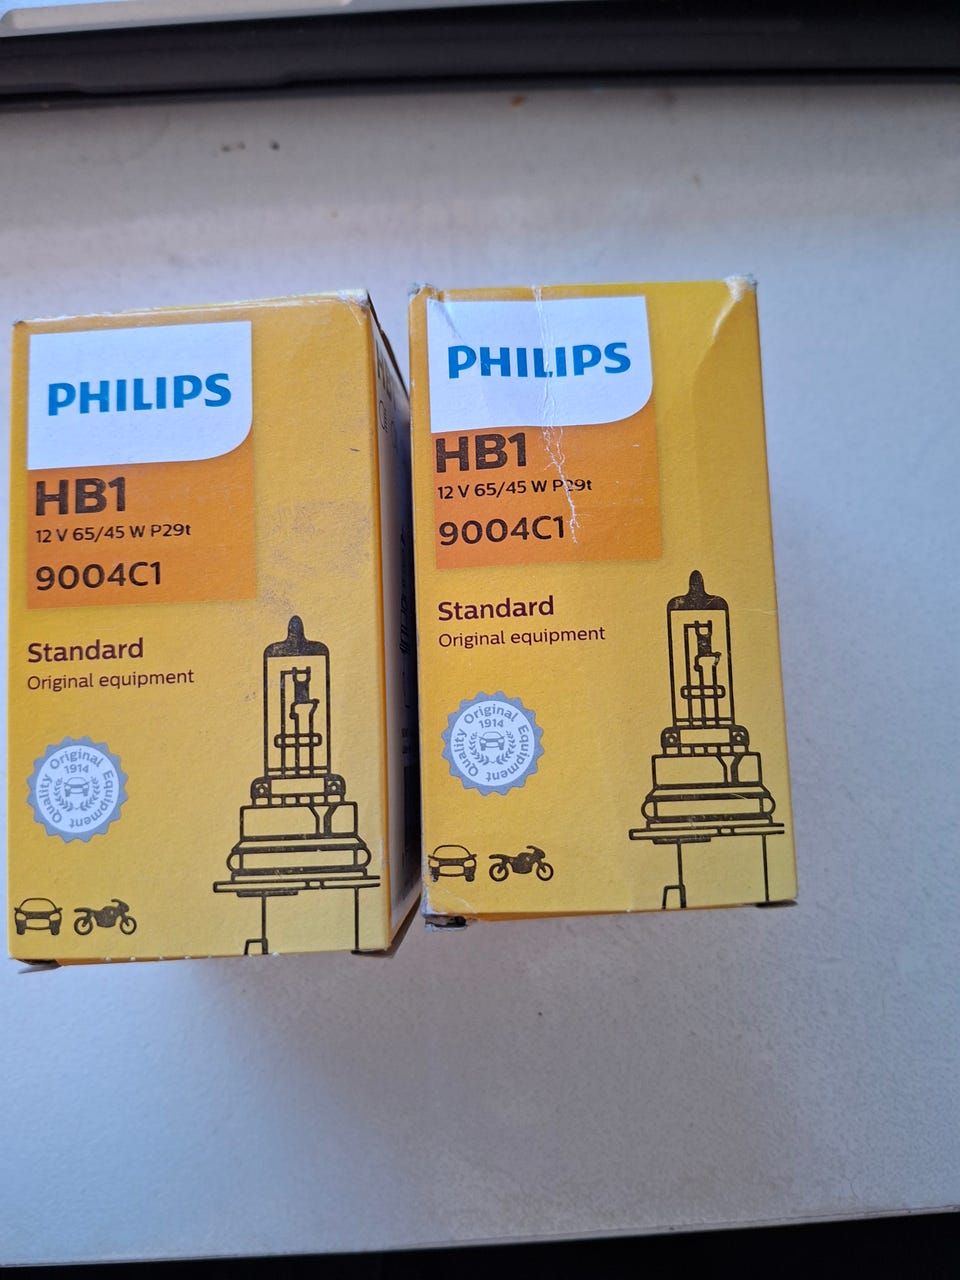 PHILIPS
HB1
12 V 65/45 W P29t
9004C1
Standard
Original equipment
Quality Original Equipment
1914
PHILIPS
HB1
12 V 65/45 W P29t
9004C1
Standard
Original equipment
Quality Original Equipment
1914